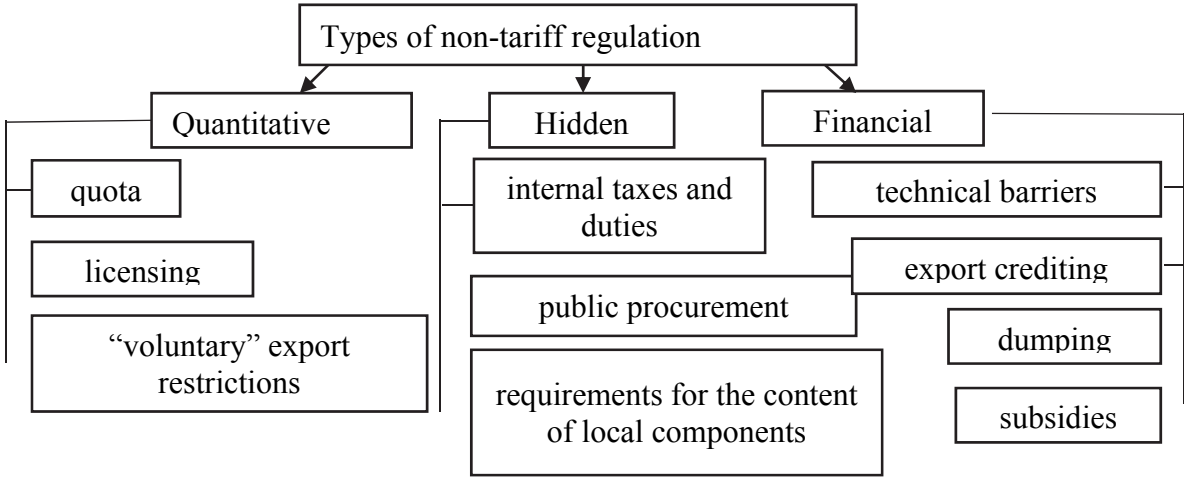 Types of non-tariff regulation
Quantitative
Hidden
Financial
quota
licensing
“voluntary” export
restrictions
internal taxes and
duties
public procurement
requirements for the content
of local components
technical barriers
export crediting
dumping
subsidies